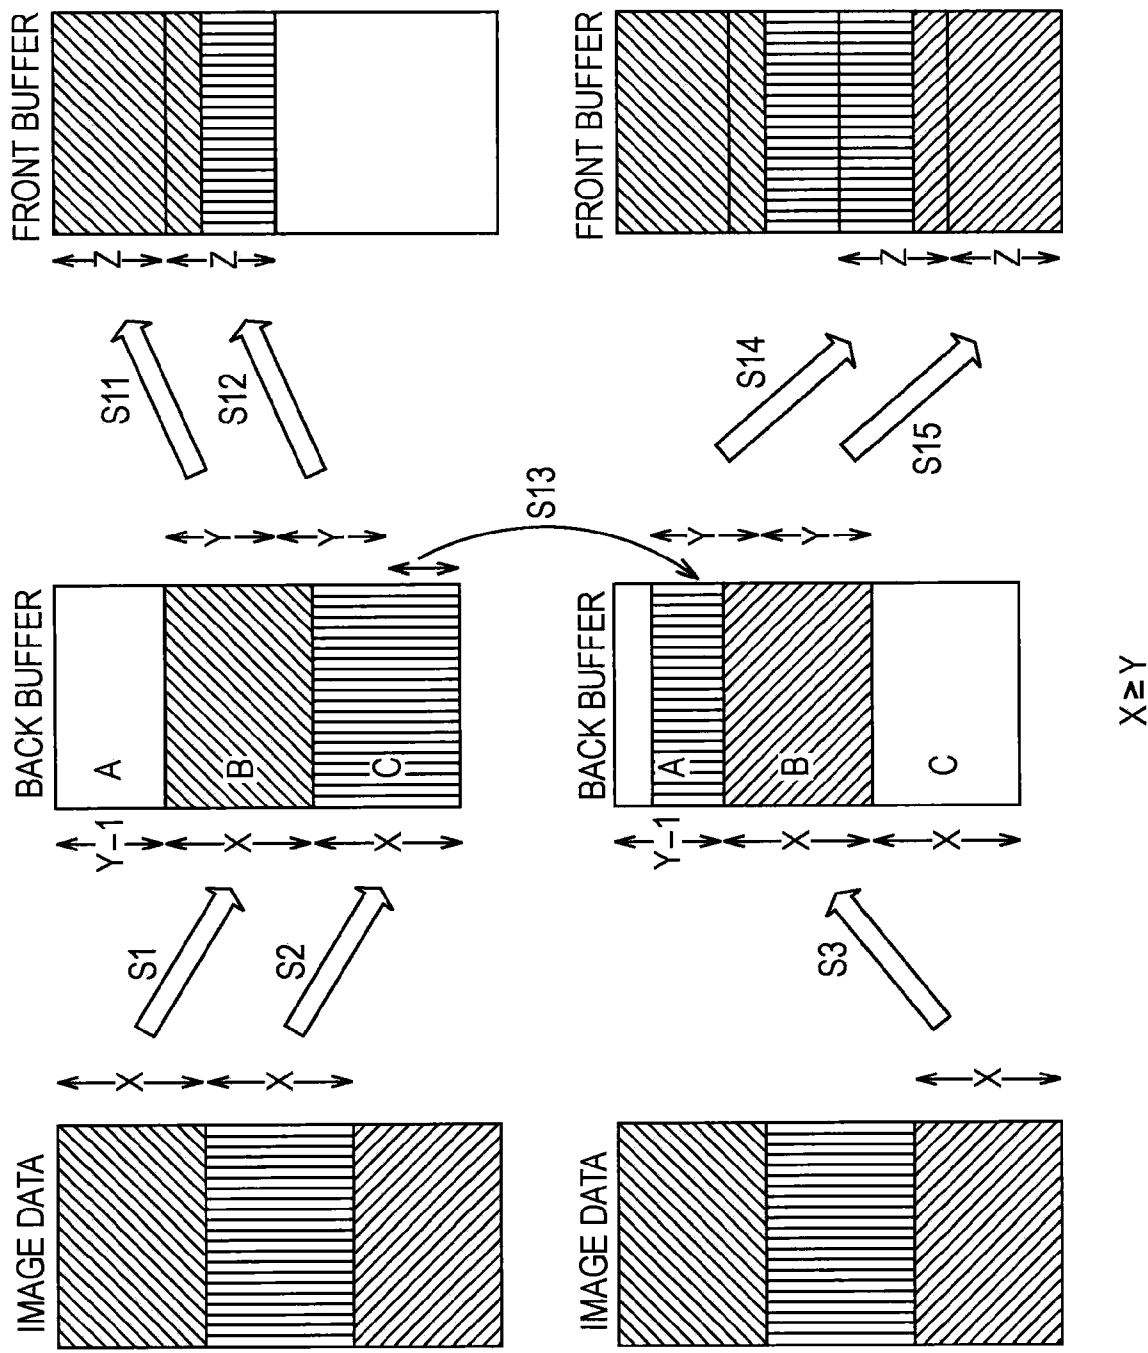 IMAGE DATA
X
X
S1
S2
BACK BUFFER
Y-1
X
X
A
B
C
Y
Y
S11
S12
FRONT BUFFER
Z
Z
S13
IMAGE DATA
X
S3
BACK BUFFER
Y-1
X
X
A
B
C
Y
Y
S14
S15
FRONT BUFFER
Z
Z
X ≥ Y